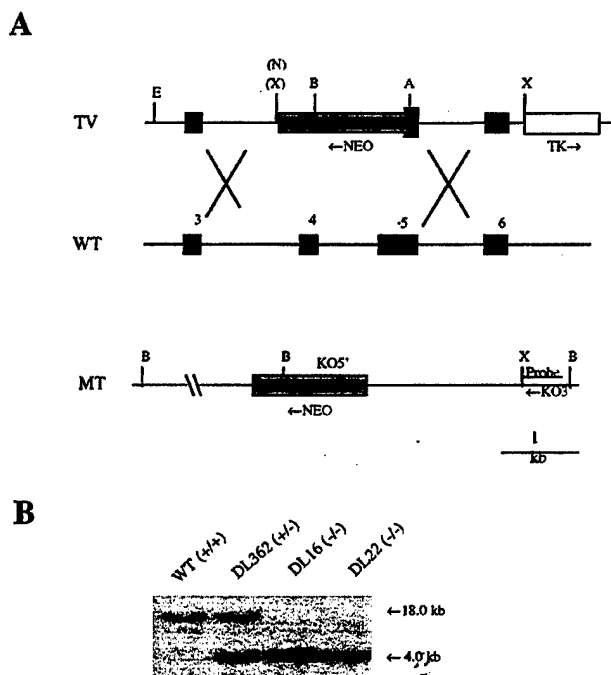 A
(N)
E (X) B A X
TV
←NEO
TK→
3 4 -5 6
WT
B B KO5' X Probe B
MT
←KO3
←NEO
1
kb
B
WT (+/+) DL362 (+/-) DL16 (-/-) DL22 (-/-)
←18.0 kb
←4.0 kb